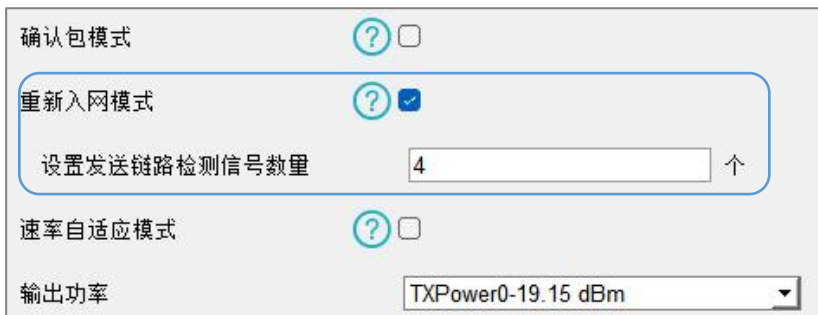 确认包模式 ?
重新入网模式 ?
设置发送链路检测信号数量 4 个
速率自适应模式 ?
输出功率 TXPower0-19.15 dBm